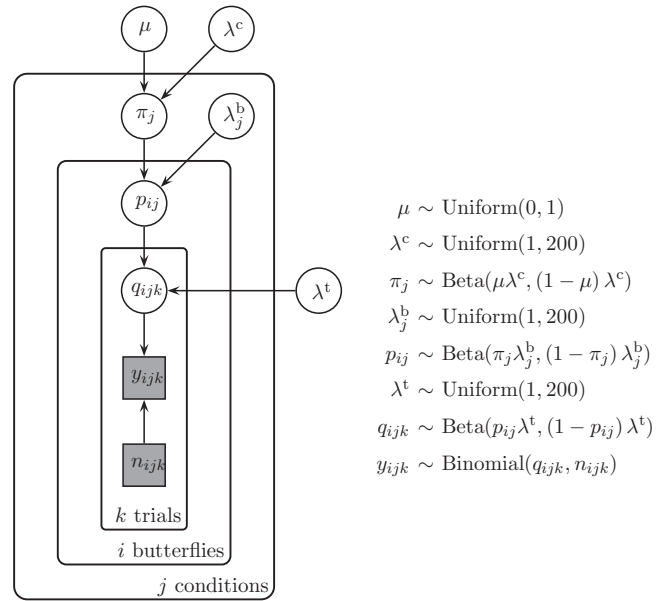 μ λᶜ
πⱼ λⱼᵇ
pᵢⱼ
qᵢⱼₖ λᵗ
yᵢⱼₖ
nᵢⱼₖ
k trials
i butterflies
j conditions
μ ∼ Uniform(0, 1)
λᶜ ∼ Uniform(1, 200)
πⱼ ∼ Beta(μλᶜ, (1 − μ) λᶜ)
λⱼᵇ ∼ Uniform(1, 200)
pᵢⱼ ∼ Beta(πⱼλⱼᵇ, (1 − πⱼ) λⱼᵇ)
λᵗ ∼ Uniform(1, 200)
qᵢⱼₖ ∼ Beta(pᵢⱼλᵗ, (1 − pᵢⱼ) λᵗ)
yᵢⱼₖ ∼ Binomial(qᵢⱼₖ, nᵢⱼₖ)